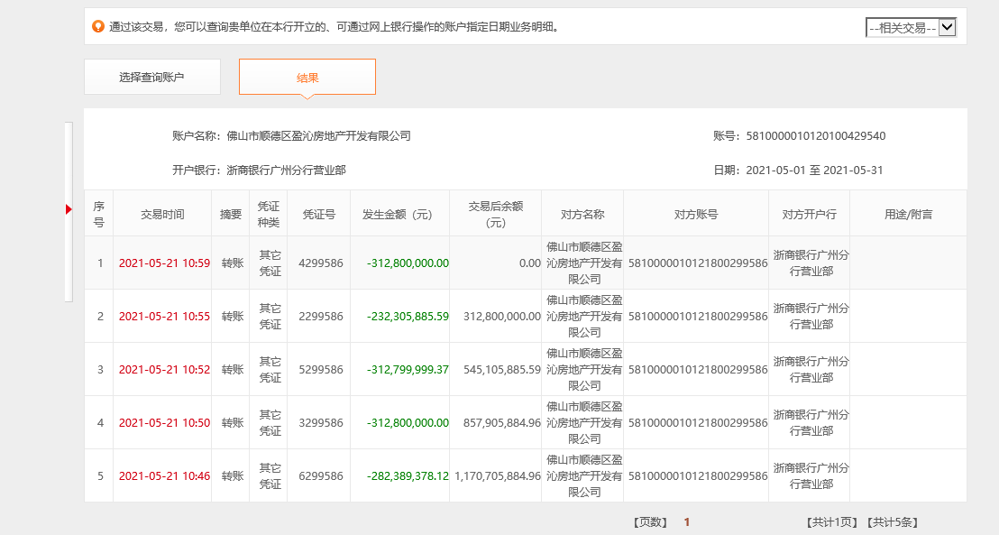 通过该交易，您可以查询贵单位在本行开立的、可通过网上银行操作的账户指定日期业务明细。
--相关交易--
选择查询账户
结果
账户名称：佛山市顺德区盈沁房地产开发有限公司
账号：5810000010120100429540
开户银行：浙商银行广州分行营业部
日期：2021-05-01 至 2021-05-31
序号 交易时间 摘要 凭证种类 凭证号 发生金额（元） 交易后余额（元） 对方名称 对方账号 对方开户行 用途/附言
1 2021-05-21 10:59 转账 其它凭证 4299586 -312,800,000.00 0.00 佛山市顺德区盈沁房地产开发有限公司 5810000010121800299586 浙商银行广州分行营业部
2 2021-05-21 10:55 转账 其它凭证 2299586 -232,305,885.59 312,800,000.00 佛山市顺德区盈沁房地产开发有限公司 5810000010121800299586 浙商银行广州分行营业部
3 2021-05-21 10:52 转账 其它凭证 5299586 -312,799,999.37 545,105,885.59 佛山市顺德区盈沁房地产开发有限公司 5810000010121800299586 浙商银行广州分行营业部
4 2021-05-21 10:50 转账 其它凭证 3299586 -312,800,000.00 857,905,884.96 佛山市顺德区盈沁房地产开发有限公司 5810000010121800299586 浙商银行广州分行营业部
5 2021-05-21 10:46 转账 其它凭证 6299586 -282,389,378.12 1,170,705,884.96 佛山市顺德区盈沁房地产开发有限公司 5810000010121800299586 浙商银行广州分行营业部
【页数】 1 【共计1页】【共计5条】